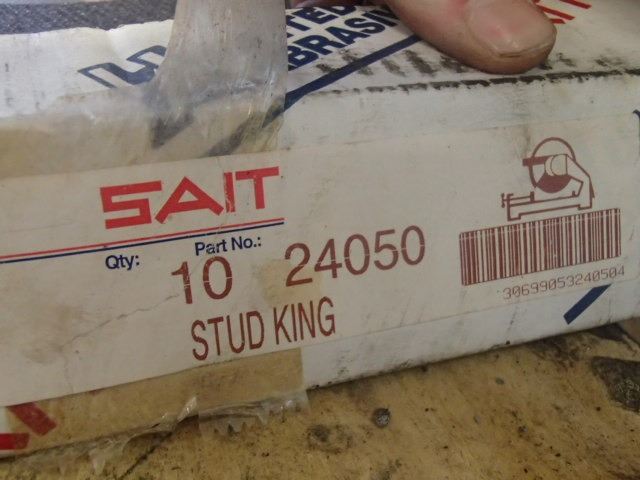 SAIT
Qty: Part No.:
10 24050
STUD KING
30699053240504